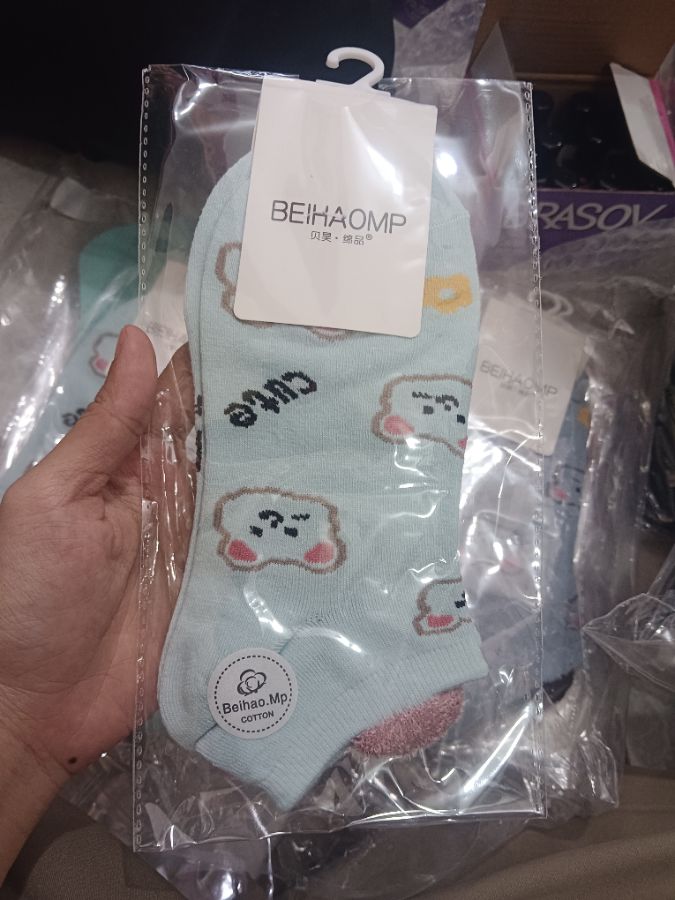 BEIHAOMP
贝昊·绵品®
cute
Beihao.Mp
COTTON
BEIHAOMP
RASOV